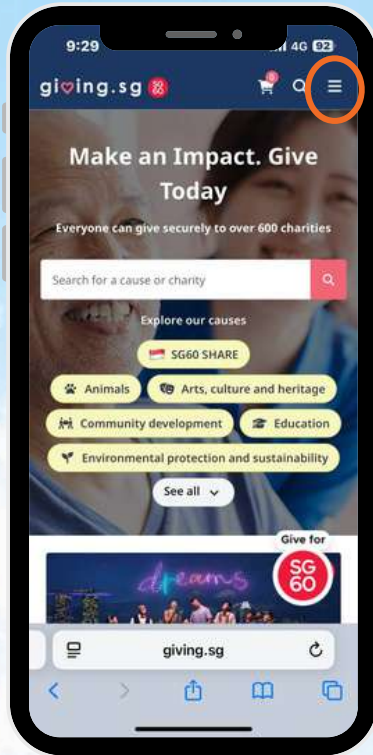 9:29
4G 92
giving.sg
Make an Impact. Give
Today
Everyone can give securely to over 600 charities
Search for a cause or charity
Explore our causes
SG60 SHARE
Animals
Arts, culture and heritage
Community development
Education
Environmental protection and sustainability
See all
Give for
SG
60
dreams
giving.sg